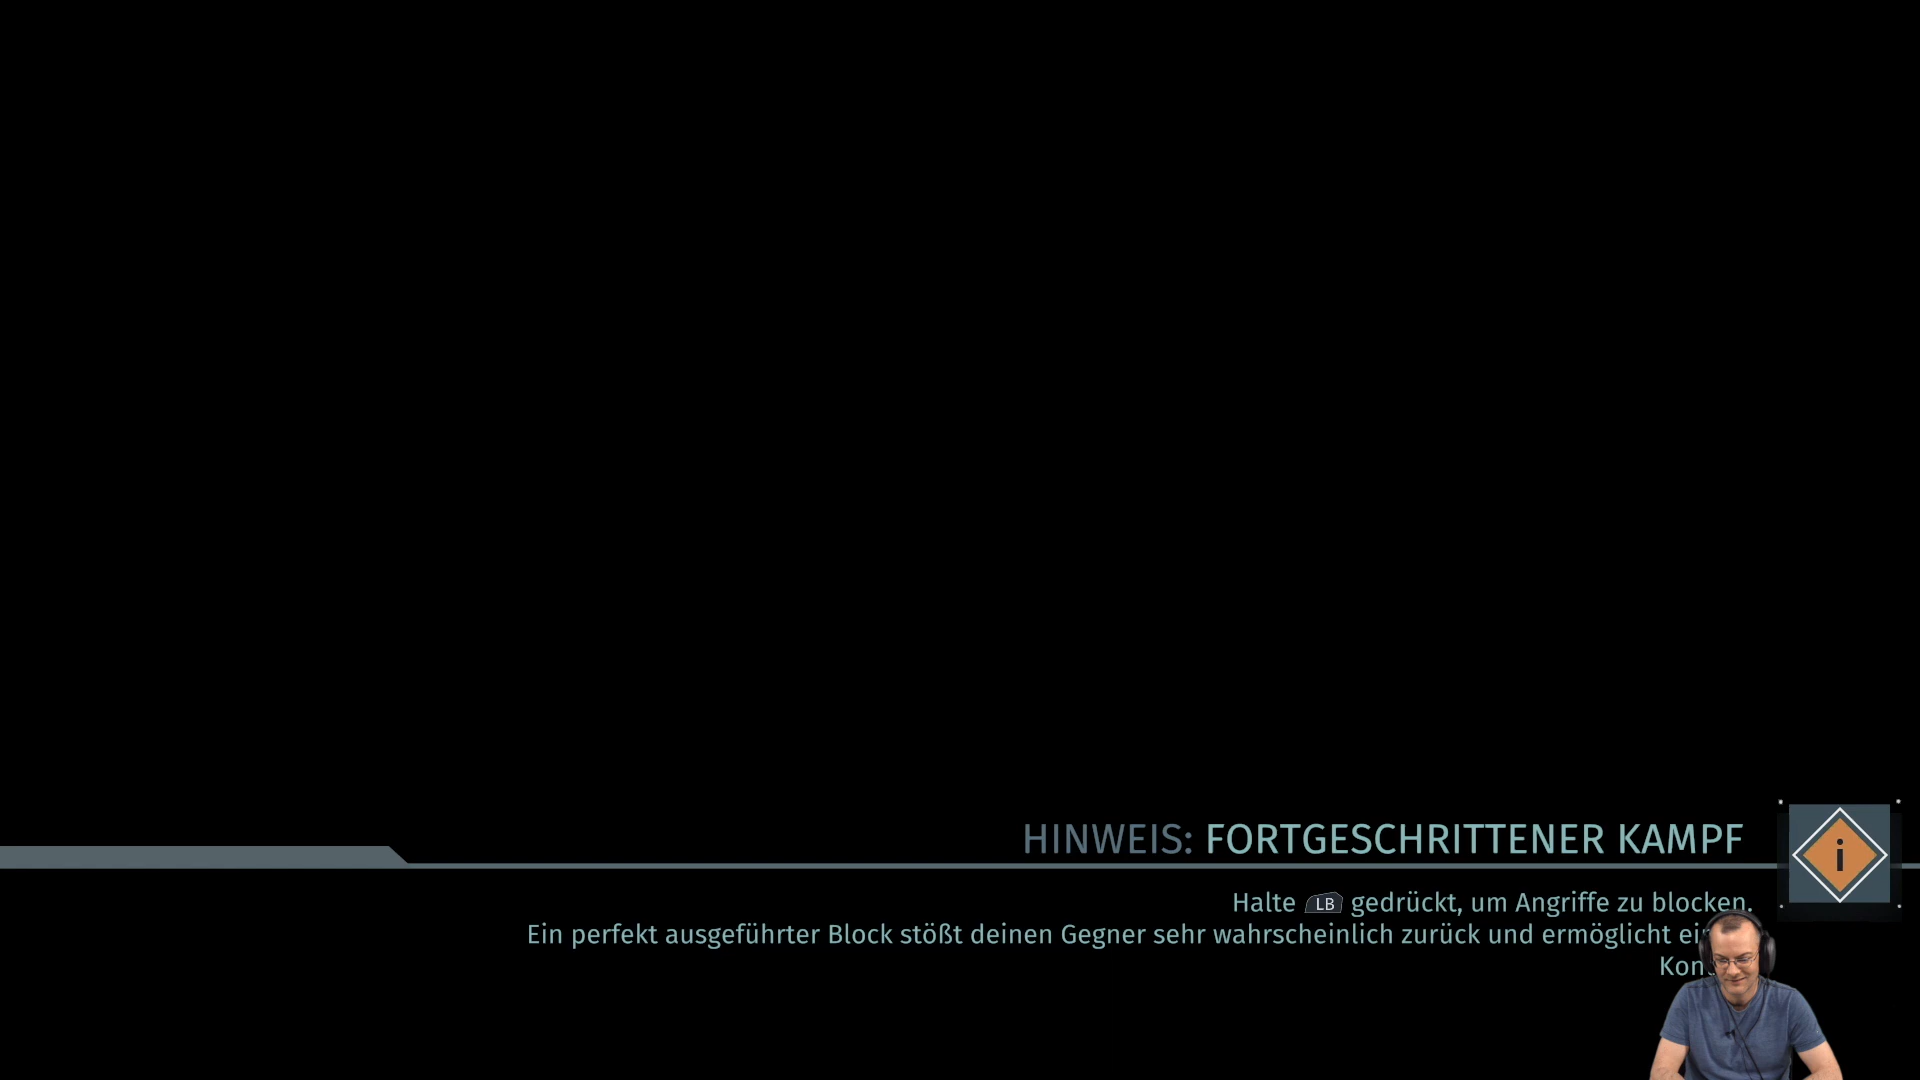 HINWEIS: FORTGESCHRITTENER KAMPF
i
Halte LB gedrückt, um Angriffe zu blocken.
Ein perfekt ausgeführter Block stößt deinen Gegner sehr wahrscheinlich zurück und ermöglicht